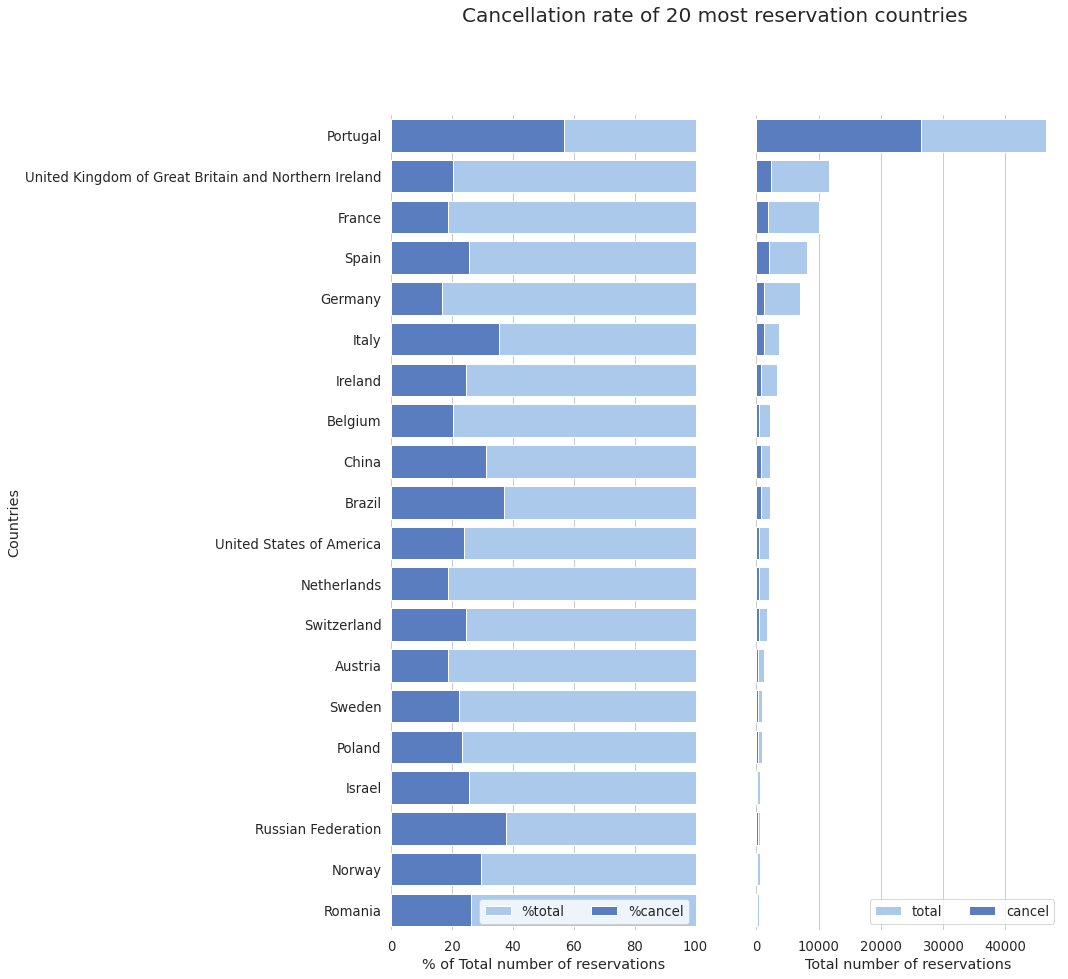 Cancellation rate of 20 most reservation countries
Countries
Portugal
United Kingdom of Great Britain and Northern Ireland
France
Spain
Germany
Italy
Ireland
Belgium
China
Brazil
United States of America
Netherlands
Switzerland
Austria
Sweden
Poland
Israel
Russian Federation
Norway
Romania
%total %cancel
0 20 40 60 80 100
% of Total number of reservations
total cancel
0 10000 20000 30000 40000
Total number of reservations